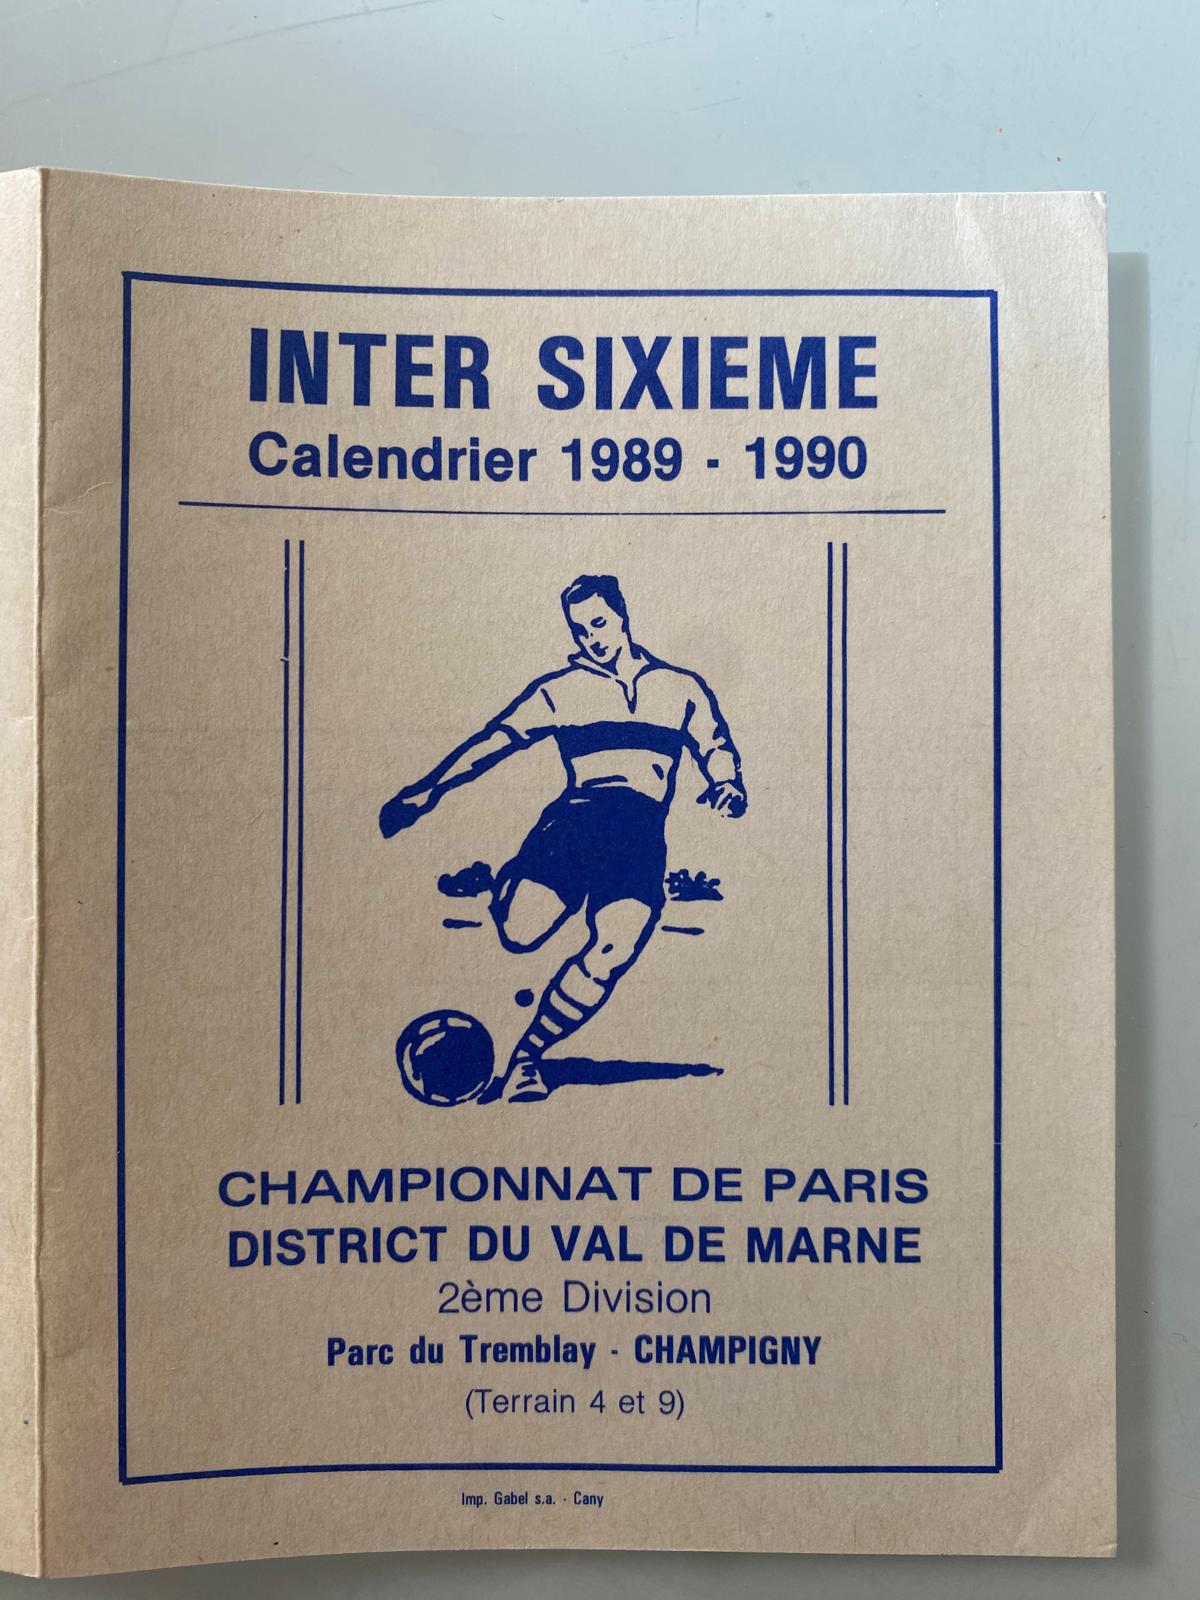 INTER SIXIEME
Calendrier 1989 - 1990
CHAMPIONNAT DE PARIS
DISTRICT DU VAL DE MARNE
2ème Division
Parc du Tremblay - CHAMPIGNY
(Terrain 4 et 9)
Imp. Gabel s.a. - Cany